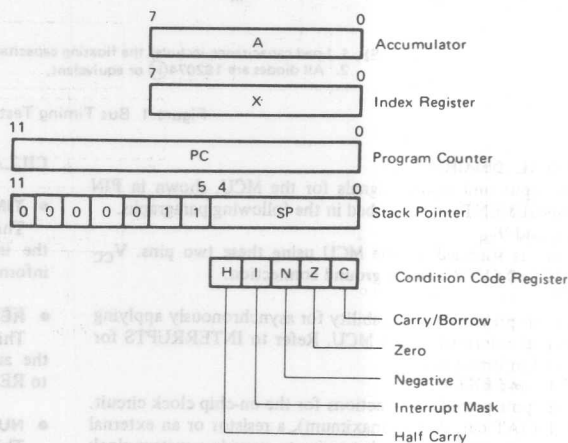 7 0
A Accumulator
7 0
X Index Register
11 0
PC Program Counter
11 5 4 0
0 0 0 0 0 1 1 SP Stack Pointer
H I N Z C Condition Code Register
Carry/Borrow
Zero
Negative
Interrupt Mask
Half Carry